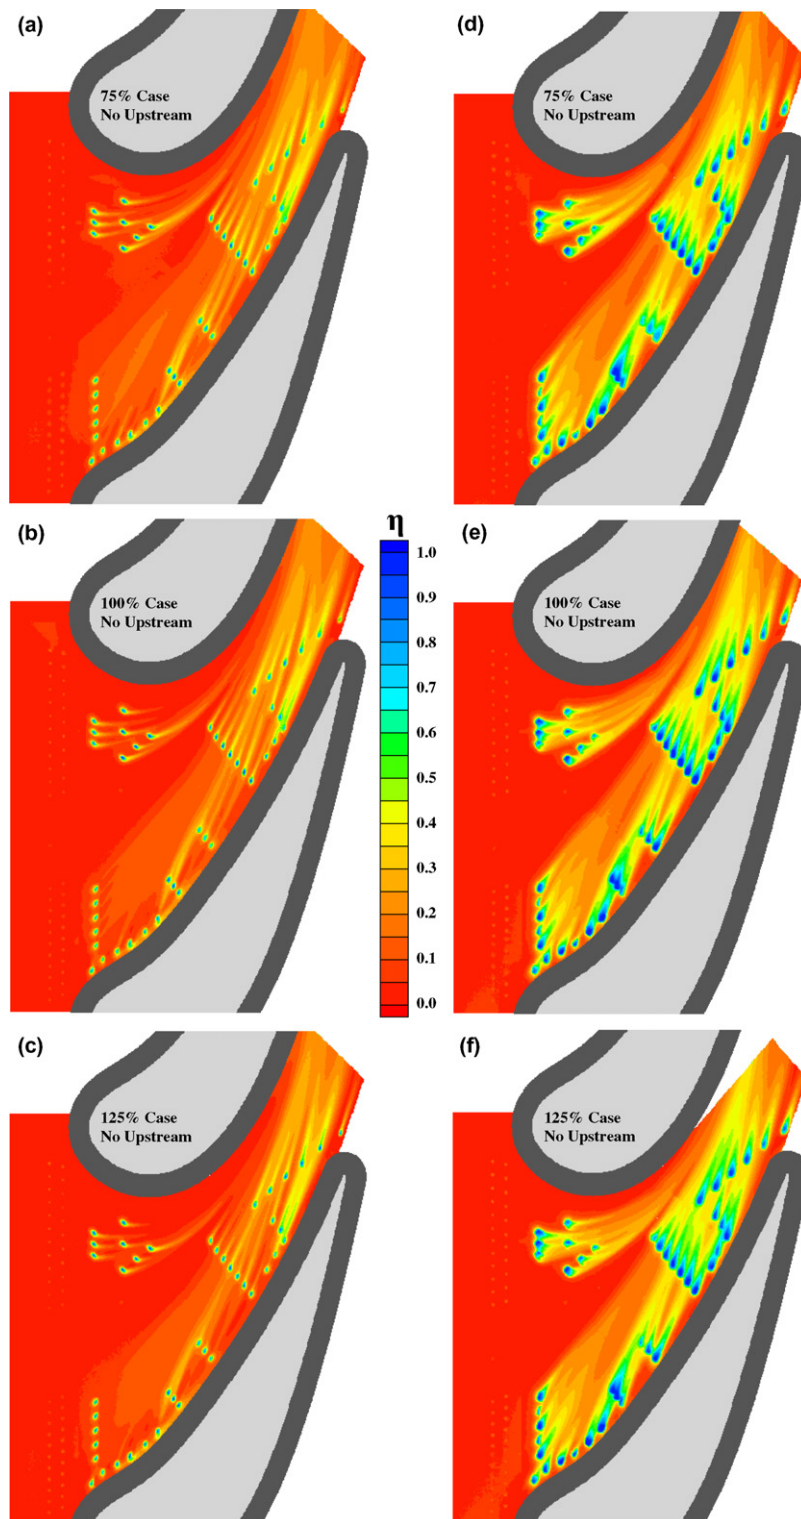 (a)
75% Case
No Upstream
(d)
75% Case
No Upstream
(b)
100% Case
No Upstream
η
1.0
0.9
0.8
0.7
0.6
0.5
0.4
0.3
0.2
0.1
0.0
(e)
100% Case
No Upstream
(c)
125% Case
No Upstream
(f)
125% Case
No Upstream